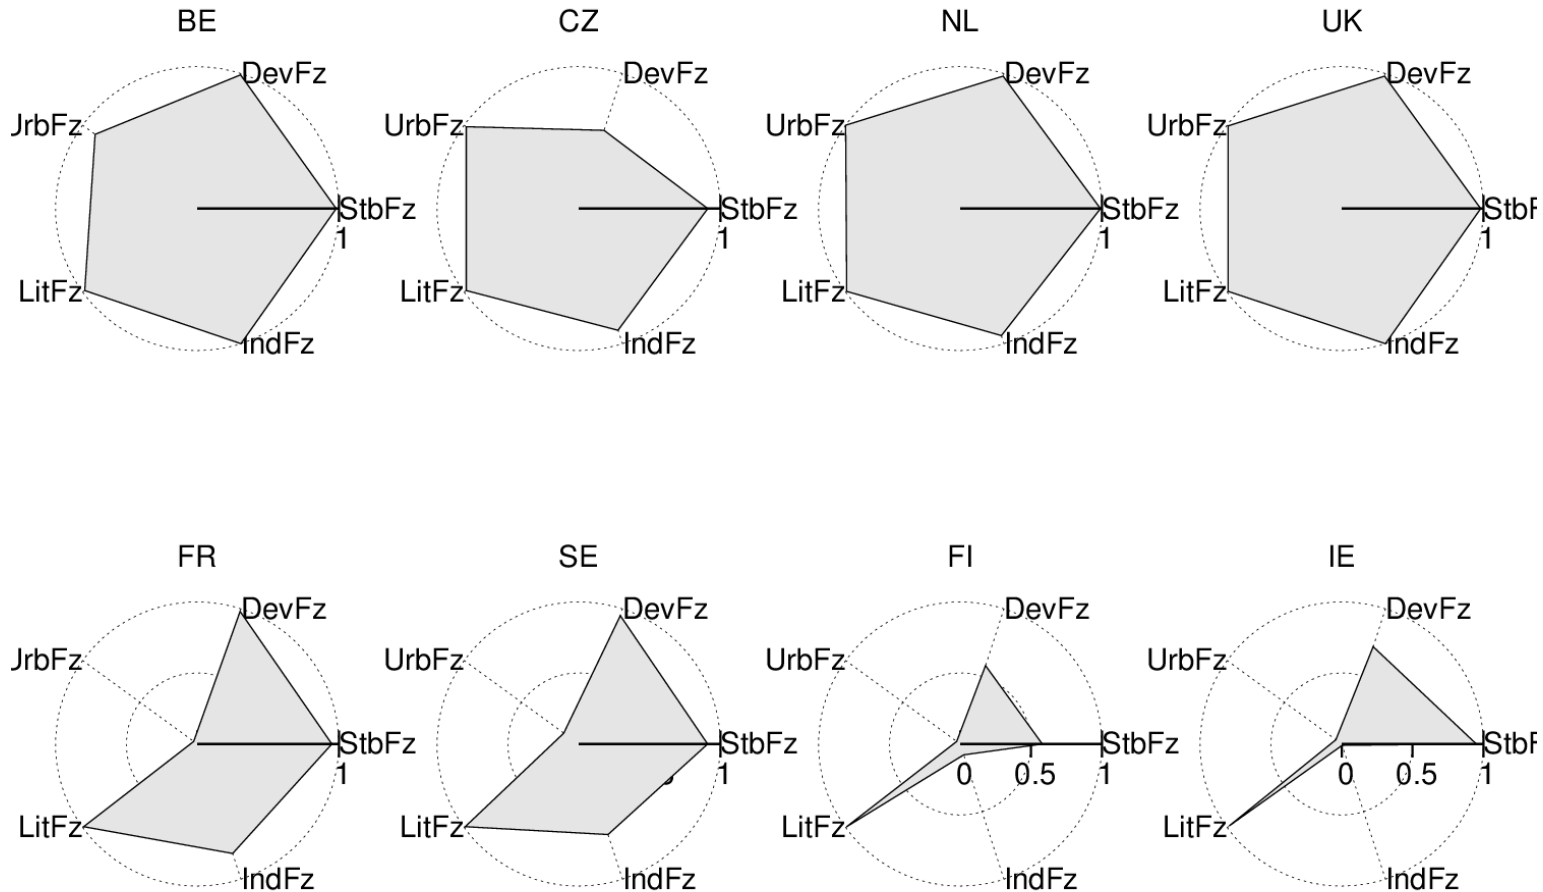 BE CZ NL UK
DevFz DevFz DevFz DevFz
UrbFz UrbFz UrbFz UrbFz
StbFz StbFz StbFz StbF
1 1 1 1
LitFz LitFz LitFz LitFz
IndFz IndFz IndFz IndFz
FR SE FI IE
DevFz DevFz DevFz DevFz
UrbFz UrbFz UrbFz UrbFz
StbFz StbFz StbFz StbF
1 1 0 0.5 1 0 0.5 1
LitFz LitFz LitFz LitFz
IndFz IndFz IndFz IndFz